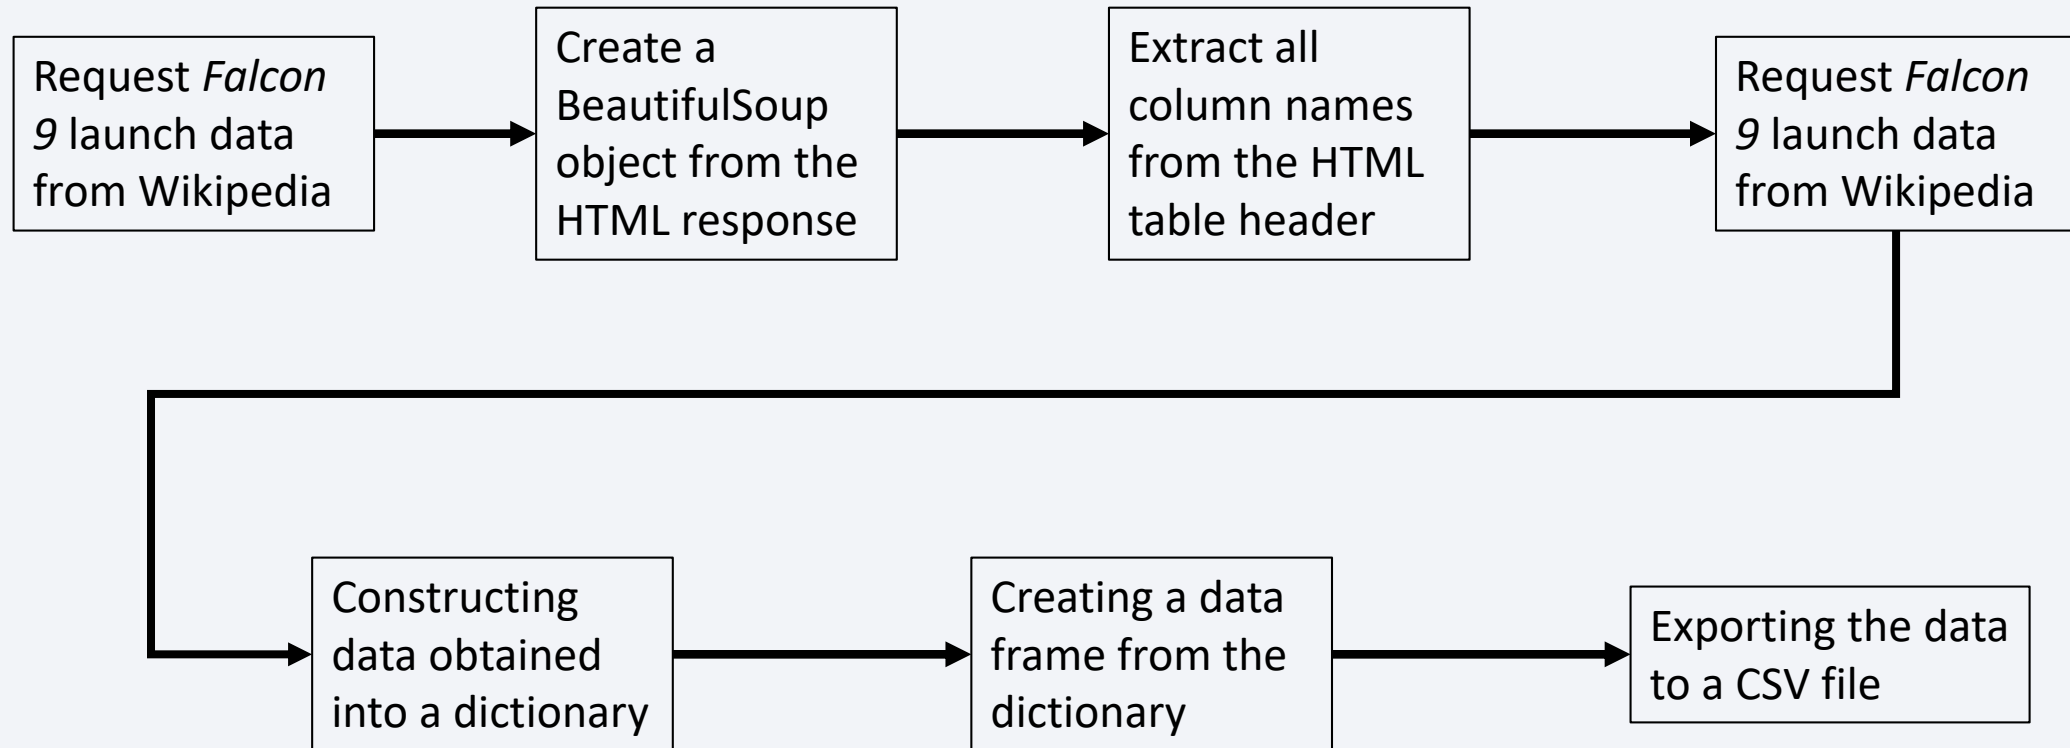 Request Falcon
9 launch data
from Wikipedia
Create a
BeautifulSoup
object from the
HTML response
Extract all
column names
from the HTML
table header
Request Falcon
9 launch data
from Wikipedia
Constructing
data obtained
into a dictionary
Creating a data
frame from the
dictionary
Exporting the data
to a CSV file